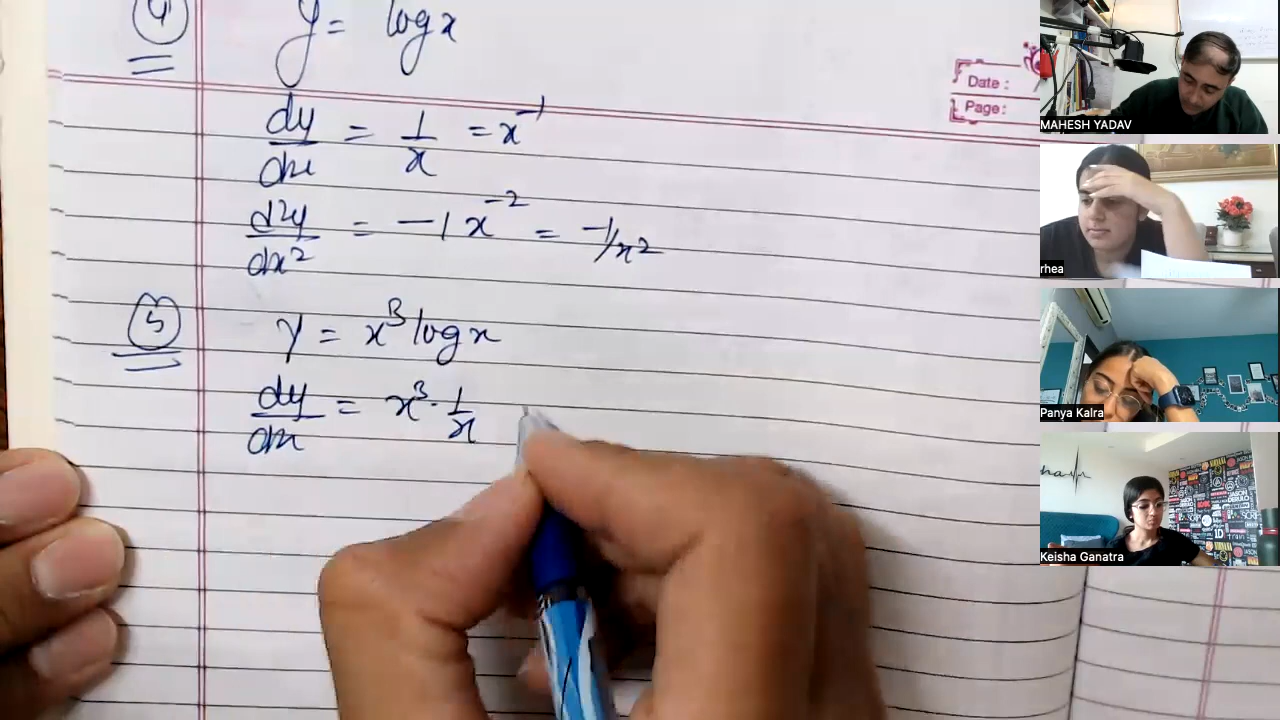 4 y = log x
Date :
Page:
dy/dx = 1/x = x⁻¹
d²y/dx² = -1 x⁻² = -1/x²
5 y = x³ log x
dy/dx = x³ · 1/x
MAHESH YADAV
rhea
Panya Kalra
Keisha Ganatra